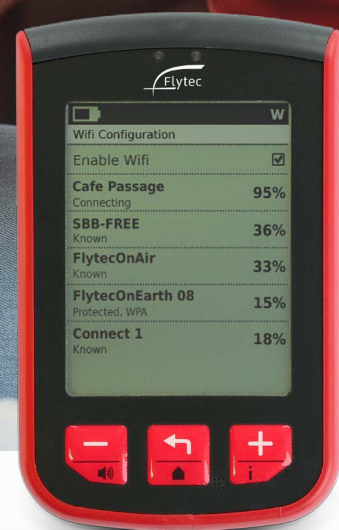 Flytec
W
Wifi Configuration
Enable Wifi
Cafe Passage 95%
Connecting
SBB-FREE 36%
Known
FlytecOnAir 33%
Known
FlytecOnEarth 08 15%
Protected, WPA
Connect 1 18%
Known
− +
i